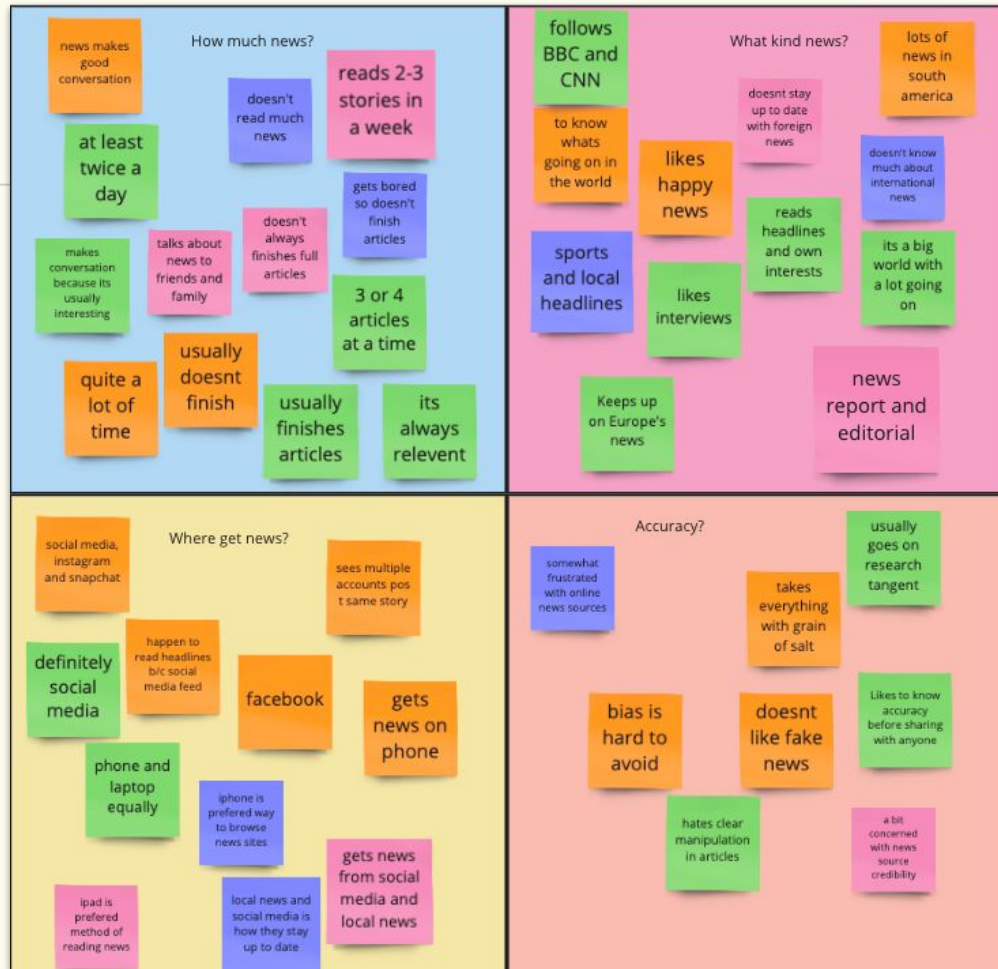 How much news?
news makes
good
conversation
doesn't
read much
news
reads 2-3
stories in
a week
at least
twice a
day
gets bored
so doesn't
finish
articles
makes
conversation
because its
usually
interesting
talks about
news to
friends and
family
doesn't
always
finishes full
articles
3 or 4
articles
at a time
quite a
lot of
time
usually
doesnt
finish
usually
finishes
articles
its
always
relevent
What kind news?
follows
BBC and
CNN
lots of
news in
south
america
doesnt stay
up to date
with foreign
news
to know
whats
going on in
the world
likes
happy
news
doesn't know
much about
international
news
reads
headlines
and own
interests
sports
and local
headlines
likes
interviews
its a big
world with
a lot going
on
Keeps up
on Europe's
news
news
report and
editorial
Where get news?
social media,
instagram
and snapchat
sees multiple
accounts pos
t same story
definitely
social
media
happen to
read headlines
b/c social
media feed
facebook
gets
news on
phone
phone and
laptop
equally
iphone is
prefered way
to browse
news sites
gets news
from social
media and
local news
ipad is
prefered
method of
reading news
local news and
social media is
how they stay
up to date
Accuracy?
usually
goes on
research
tangent
somewhat
frustrated
with online
news sources
takes
everything
with grain
of salt
bias is
hard to
avoid
doesnt
like fake
news
Likes to know
accuracy
before sharing
with anyone
hates clear
manipulation
in articles
a bit
concerned
with news
source
credibility